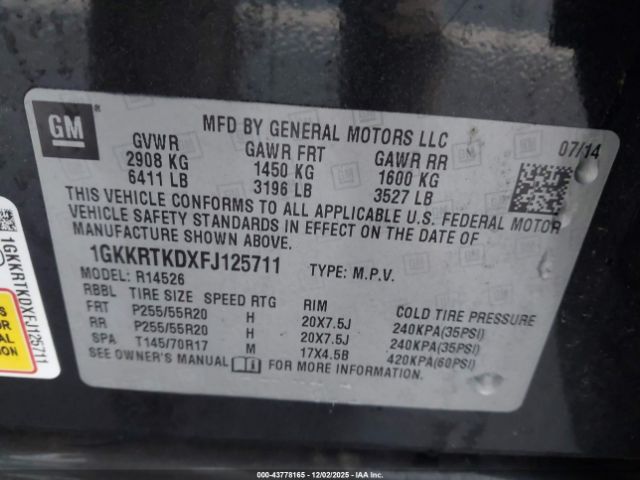 GM
®
MFD BY GENERAL MOTORS LLC
07/14
GVWR GAWR FRT GAWR RR
2908 KG 1450 KG 1600 KG
6411 LB 3196 LB 3527 LB
THIS VEHICLE CONFORMS TO ALL APPLICABLE U.S. FEDERAL MOTOR
VEHICLE SAFETY STANDARDS IN EFFECT ON THE DATE OF
MANUFACTURE SHOWN ABOVE.
1GKKRTKDXFJ125711 TYPE: M.P.V.
MODEL: R14526
RBBL TIRE SIZE SPEED RTG RIM COLD TIRE PRESSURE
FRT P255/55R20 H 20X7.5J 240KPA(35PSI)
RR P255/55R20 H 20X7.5J 240KPA(35PSI)
SPA T145/70R17 M 17X4.5B 420KPA(60PSI)
SEE OWNER'S MANUAL FOR MORE INFORMATION.
1GKKRTKDXFJ125711
000-43778165 - 12/02/2025 - IAA, Inc.